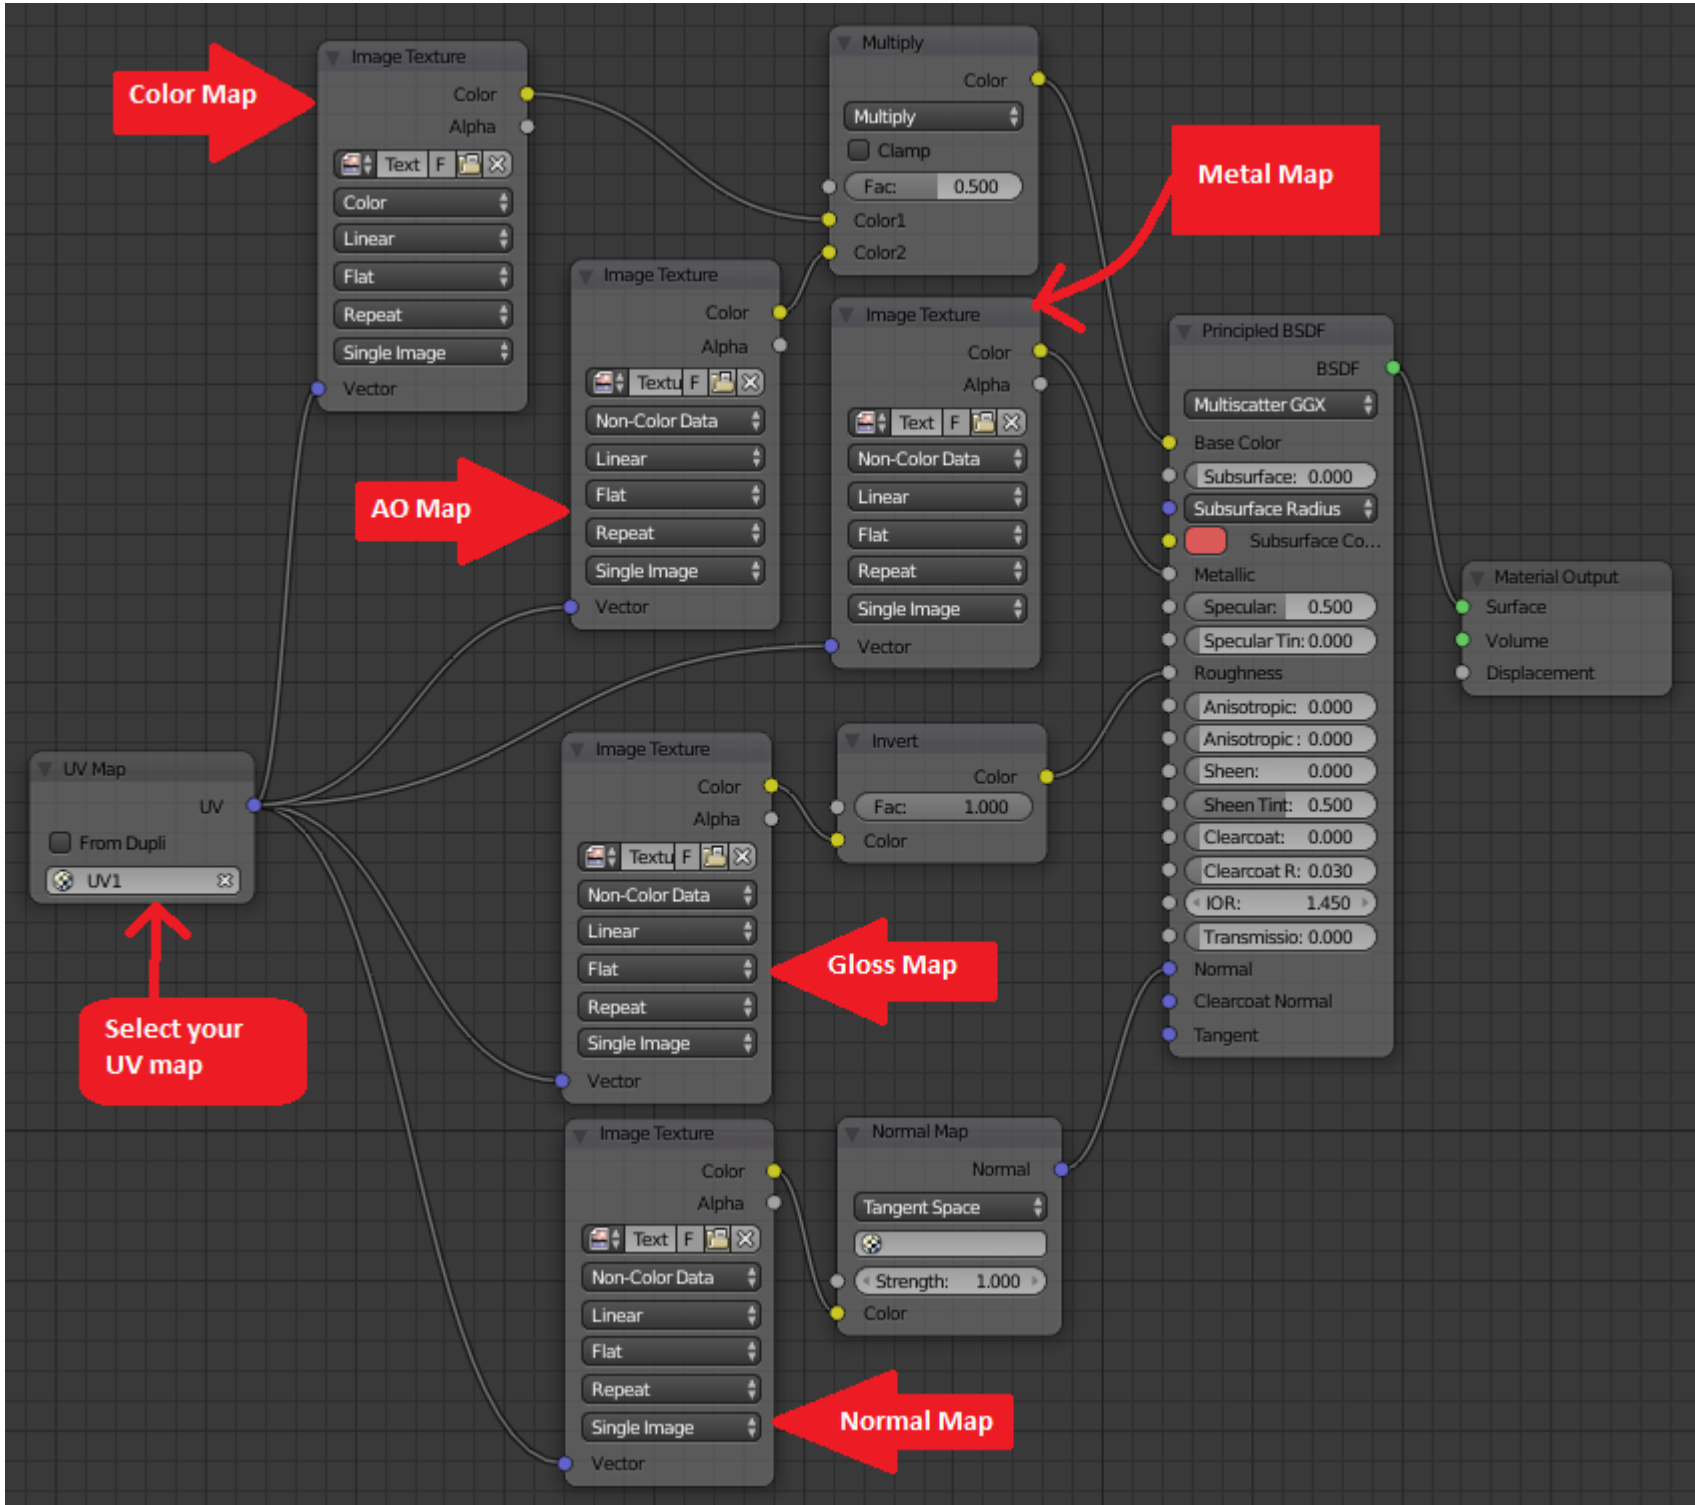 Color Map
Image Texture
Color
Alpha
Text F
Color
Linear
Flat
Repeat
Single Image
Vector
Multiply
Color
Multiply
Clamp
Fac: 0.500
Color1
Color2
Metal Map
AO Map
Image Texture
Color
Alpha
Textu F
Non-Color Data
Linear
Flat
Repeat
Single Image
Vector
Image Texture
Color
Alpha
Text F
Non-Color Data
Linear
Flat
Repeat
Single Image
Vector
Principled BSDF
BSDF
Multiscatter GGX
Base Color
Subsurface: 0.000
Subsurface Radius
Subsurface Co...
Metallic
Specular: 0.500
Specular Tin: 0.000
Roughness
Anisotropic: 0.000
Anisotropic : 0.000
Sheen: 0.000
Sheen Tint: 0.500
Clearcoat: 0.000
Clearcoat R: 0.030
IOR: 1.450
Transmissio: 0.000
Normal
Clearcoat Normal
Tangent
Material Output
Surface
Volume
Displacement
UV Map
UV
From Dupli
UV1
Select your
UV map
Image Texture
Color
Alpha
Textu F
Non-Color Data
Linear
Flat
Repeat
Single Image
Vector
Invert
Color
Fac: 1.000
Color
Gloss Map
Image Texture
Color
Alpha
Text F
Non-Color Data
Linear
Flat
Repeat
Single Image
Vector
Normal Map
Normal
Tangent Space
Strength: 1.000
Color
Normal Map